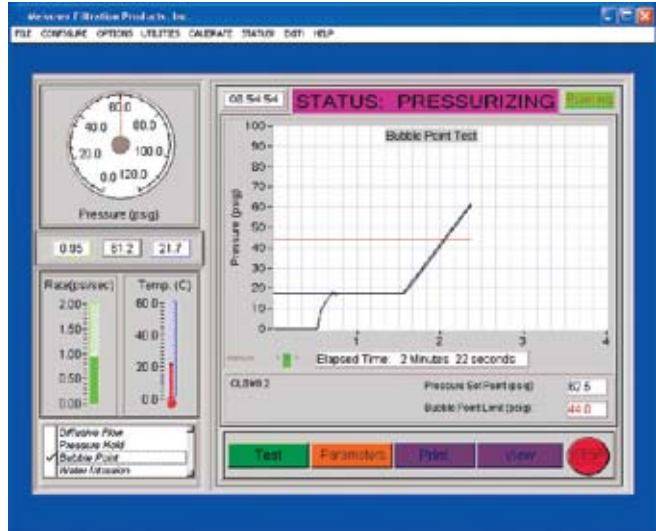 Filtration Products, Inc.
FILE CONFIGURE OPTIONS UTILITIES CALIBRATE STATUS! EXIT! HELP
03:54:54 STATUS: PRESSURIZING Running
60.0
40.0 80.0
20.0 100.0
0.0 120.0
Pressure (psig)
0.95 61.2 21.7
Rate(psi/sec) Temp. (C)
2.00 60.0
1.50 40.0
1.00
0.50 20.0
0.00 0.0
Diffusive Flow
Pressure Hold
Bubble Point
Water Intrusion
Bubble Point Test
Pressure (psig)
100
90
80
70
60
50
40
30
20
10
0
1 2 3 4
Elapsed Time: 2 Minutes 22 seconds
Pressure Set Point (psig) 62.5
Bubble Point Limit (psig) 44.0
Test Parameters Print View STOP